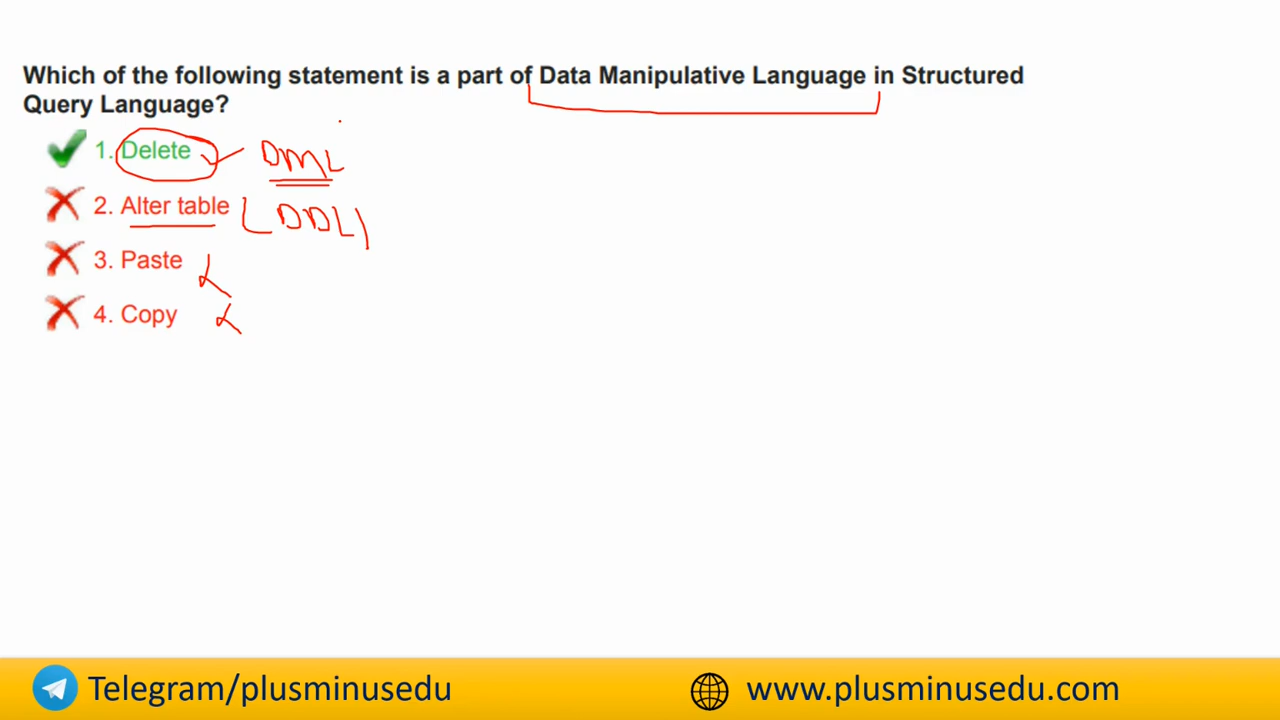 Which of the following statement is a part of Data Manipulative Language in Structured
Query Language?
1. Delete DML
2. Alter table (DDL)
3. Paste
4. Copy
Telegram/plusminusedu www.plusminusedu.com